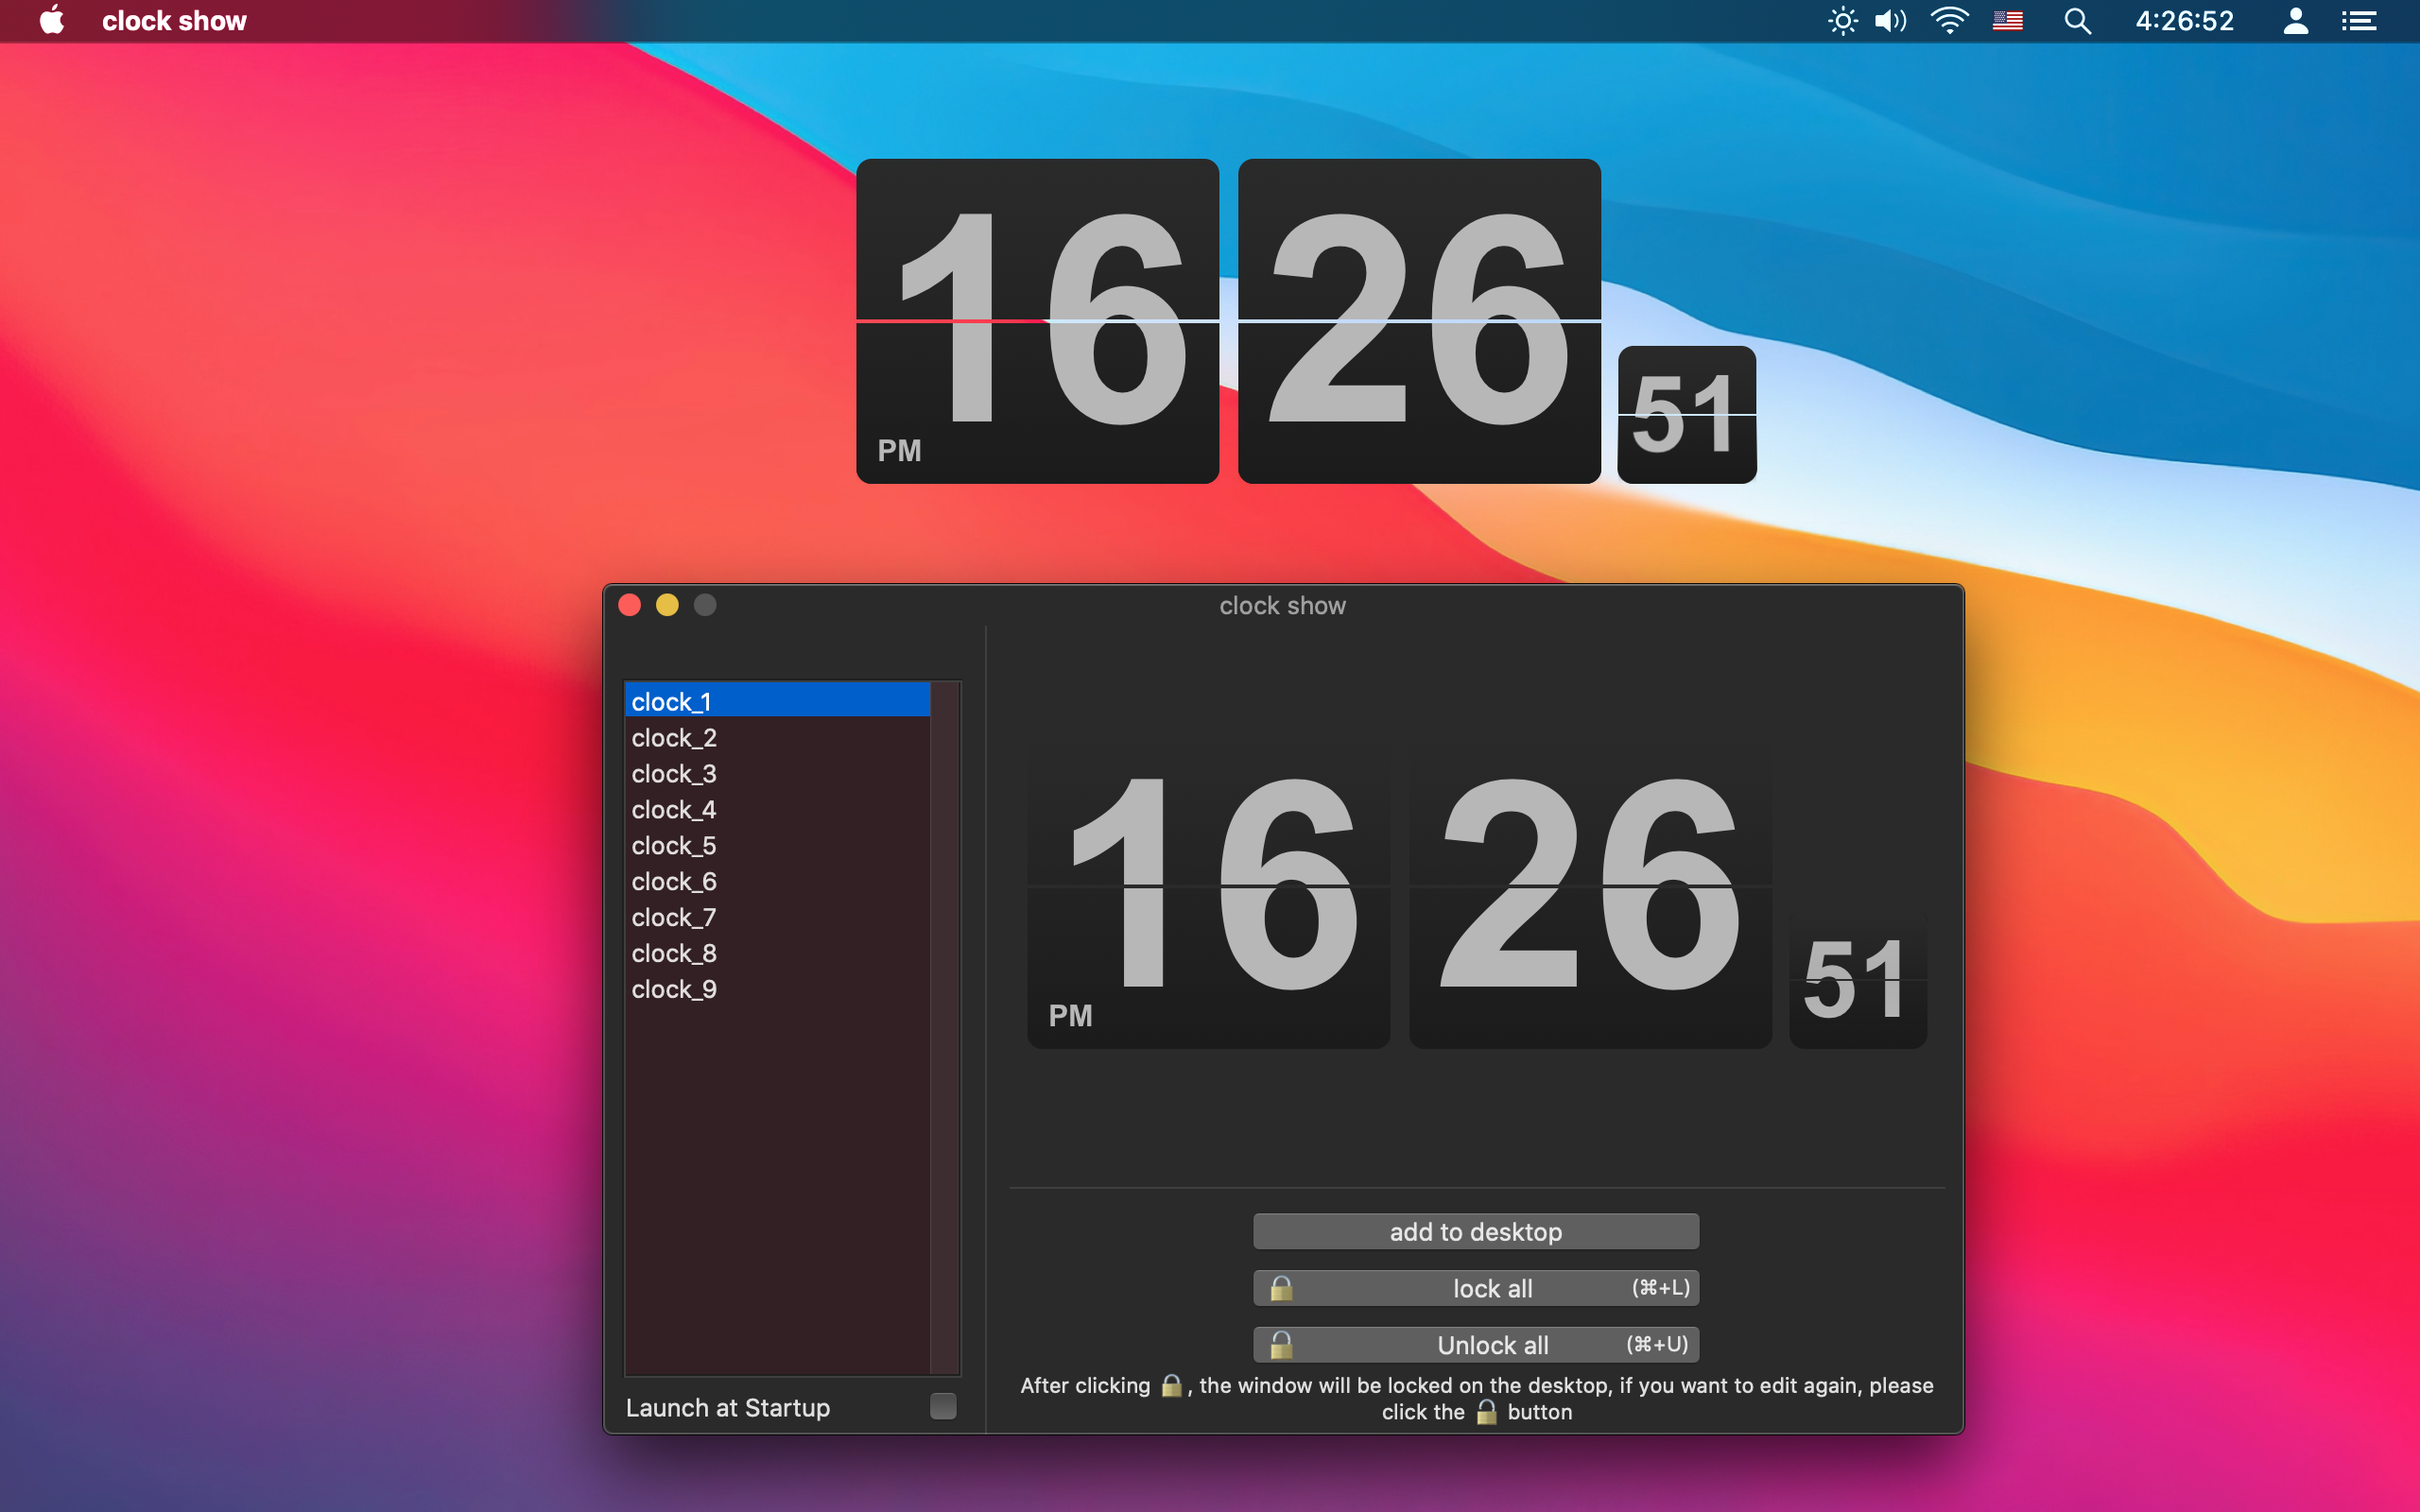 clock show
4:26:52
16 26 51
PM
clock show
clock_1
clock_2
clock_3
clock_4
clock_5
clock_6
clock_7
clock_8
clock_9
Launch at Startup
16 26 51
PM
add to desktop
lock all (⌘+L)
Unlock all (⌘+U)
After clicking 🔒, the window will be locked on the desktop, if you want to edit again, please
click the 🔓 button